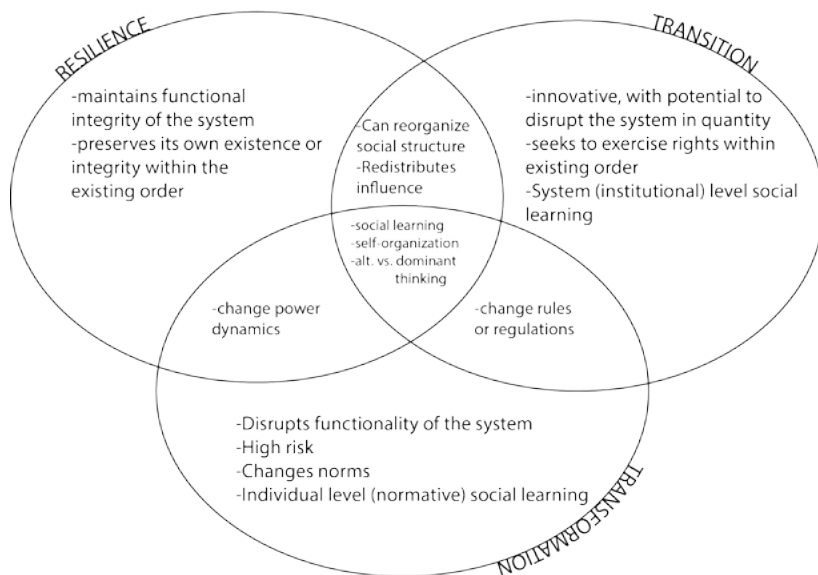 RESILIENCE
-maintains functional
integrity of the system
-preserves its own existence or
integrity within the
existing order
-Can reorganize
social structure
-Redistributes
influence
TRANSITION
-innovative, with potential to
disrupt the system in quantity
-seeks to exercise rights within
existing order
-System (institutional) level social
learning
-social learning
-self-organization
-alt. vs. dominant
thinking
-change power
dynamics
-change rules
or regulations
-Disrupts functionality of the system
-High risk
-Changes norms
-Individual level (normative) social learning
TRANSFORMATION